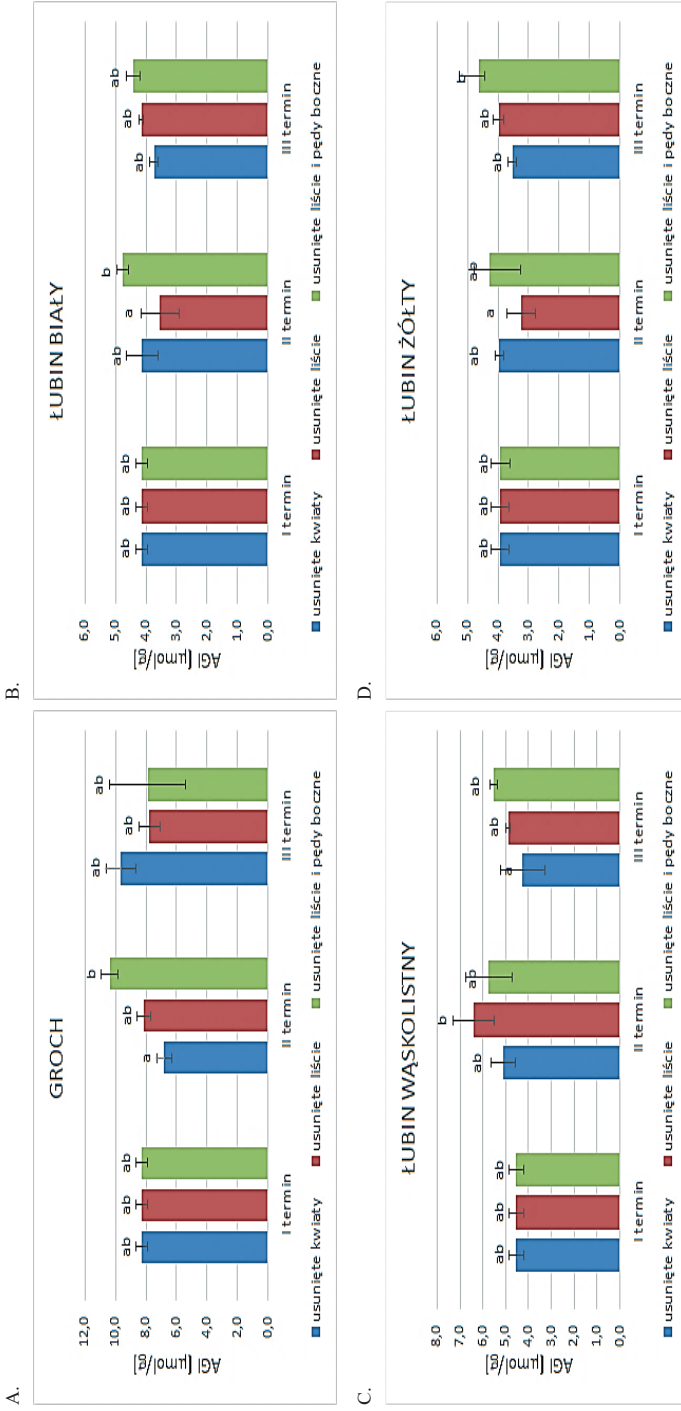 A.
GROCH
AGI [µmol/g]
12,0
10,0
8,0
6,0
4,0
2,0
0,0
ab ab ab
a ab b
ab ab ab
I termin II termin III termin
usunięte kwiaty usunięte liście usunięte liście i pędy boczne
B.
ŁUBIN BIAŁY
AGI [µmol/g]
6,0
5,0
4,0
3,0
2,0
1,0
0,0
ab ab ab
ab a b
ab ab ab
I termin II termin III termin
usunięte kwiaty usunięte liście usunięte liście i pędy boczne
C.
ŁUBIN WĄSKOLISTNY
AGI [µmol/g]
8,0
7,0
6,0
5,0
4,0
3,0
2,0
1,0
0,0
ab ab ab
ab b ab
a ab ab
I termin II termin III termin
usunięte kwiaty usunięte liście usunięte liście i pędy boczne
D.
ŁUBIN ŻÓŁTY
AGI [µmol/g]
6,0
5,0
4,0
3,0
2,0
1,0
0,0
ab ab ab
ab a ab
ab ab b
I termin II termin III termin
usunięte kwiaty usunięte liście usunięte liście i pędy boczne